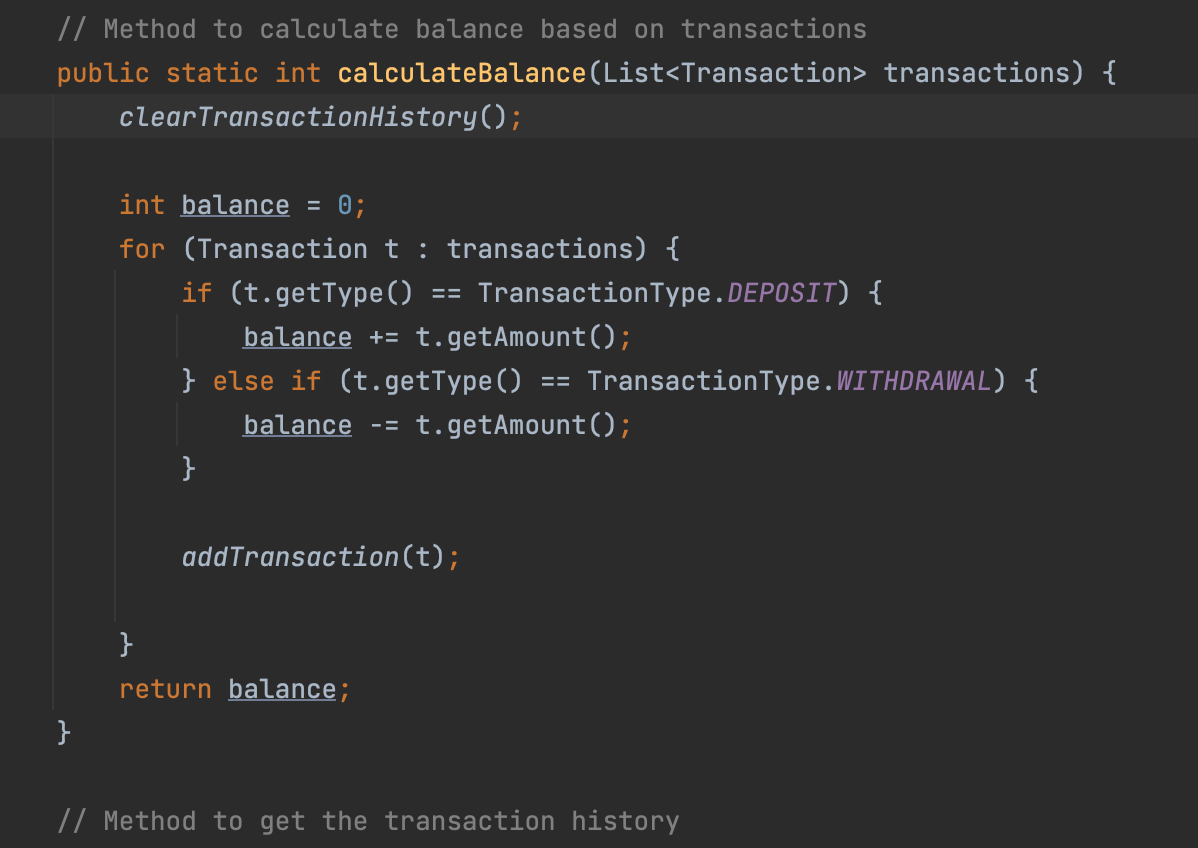 // Method to calculate balance based on transactions
public static int calculateBalance(List<Transaction> transactions) {
    clearTransactionHistory();

    int balance = 0;
    for (Transaction t : transactions) {
        if (t.getType() == TransactionType.DEPOSIT) {
            balance += t.getAmount();
        } else if (t.getType() == TransactionType.WITHDRAWAL) {
            balance -= t.getAmount();
        }

        addTransaction(t);

    }
    return balance;
}

// Method to get the transaction history